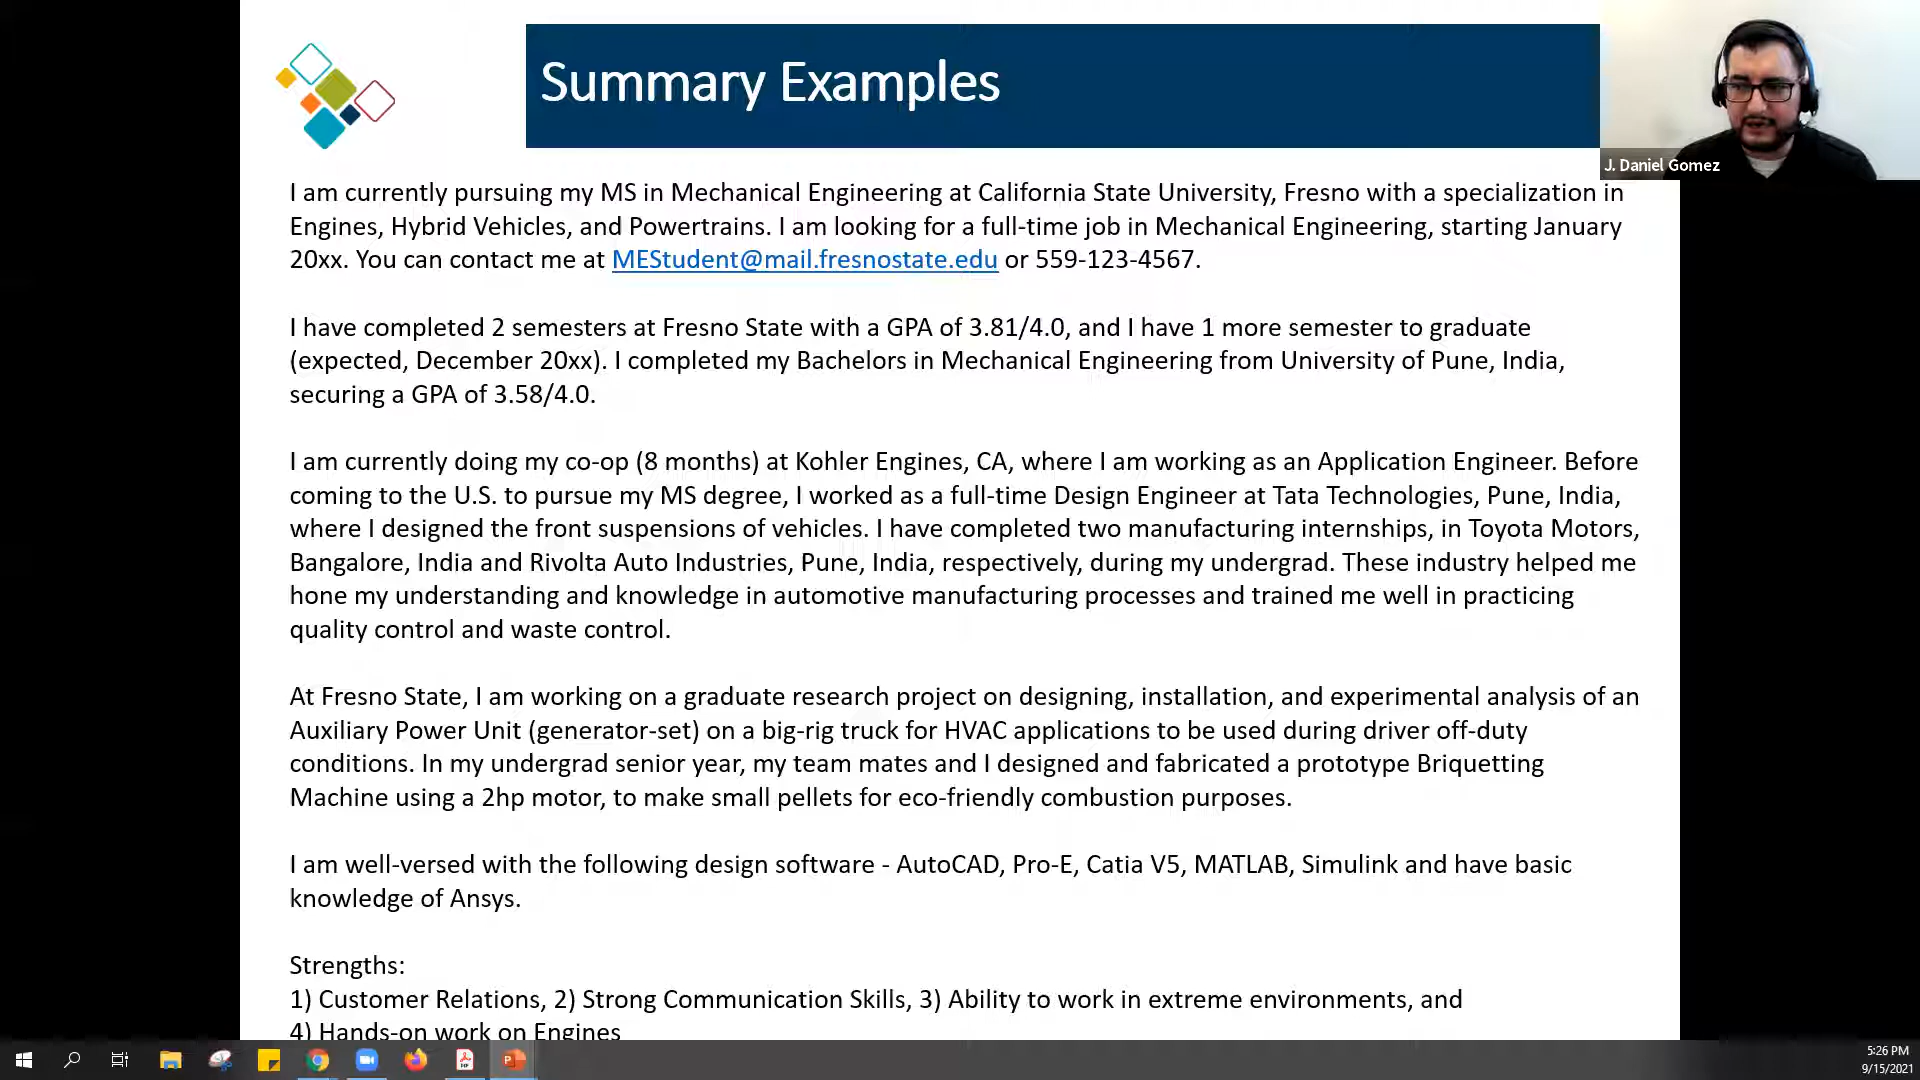 Summary Examples
J. Daniel Gomez
I am currently pursuing my MS in Mechanical Engineering at California State University, Fresno with a specialization in
Engines, Hybrid Vehicles, and Powertrains. I am looking for a full-time job in Mechanical Engineering, starting January
20xx. You can contact me at MEStudent@mail.fresnostate.edu or 559-123-4567.
I have completed 2 semesters at Fresno State with a GPA of 3.81/4.0, and I have 1 more semester to graduate
(expected, December 20xx). I completed my Bachelors in Mechanical Engineering from University of Pune, India,
securing a GPA of 3.58/4.0.
I am currently doing my co-op (8 months) at Kohler Engines, CA, where I am working as an Application Engineer. Before
coming to the U.S. to pursue my MS degree, I worked as a full-time Design Engineer at Tata Technologies, Pune, India,
where I designed the front suspensions of vehicles. I have completed two manufacturing internships, in Toyota Motors,
Bangalore, India and Rivolta Auto Industries, Pune, India, respectively, during my undergrad. These industry helped me
hone my understanding and knowledge in automotive manufacturing processes and trained me well in practicing
quality control and waste control.
At Fresno State, I am working on a graduate research project on designing, installation, and experimental analysis of an
Auxiliary Power Unit (generator-set) on a big-rig truck for HVAC applications to be used during driver off-duty
conditions. In my undergrad senior year, my team mates and I designed and fabricated a prototype Briquetting
Machine using a 2hp motor, to make small pellets for eco-friendly combustion purposes.
I am well-versed with the following design software - AutoCAD, Pro-E, Catia V5, MATLAB, Simulink and have basic
knowledge of Ansys.
Strengths:
1) Customer Relations, 2) Strong Communication Skills, 3) Ability to work in extreme environments, and
4) Hands-on work on Engines
5:26 PM
9/15/2021